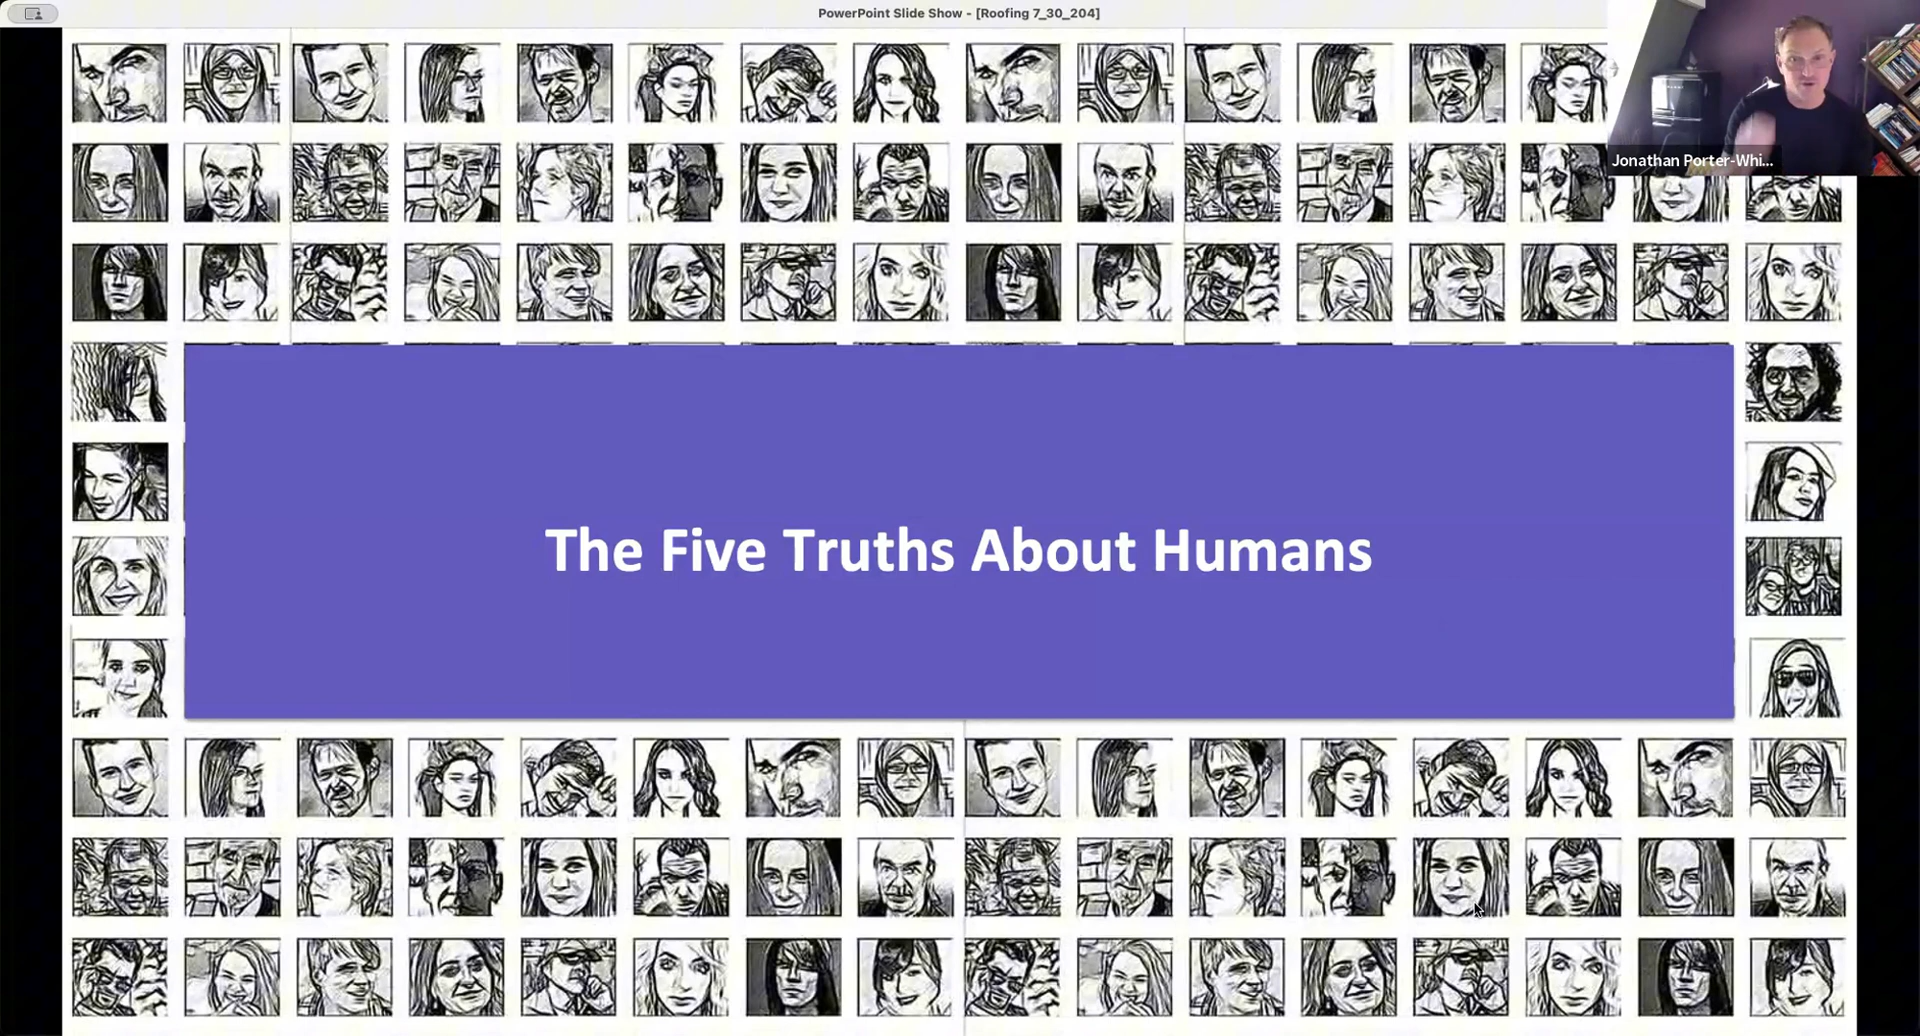 PowerPoint Slide Show - [Roofing 7_30_204]
Jonathan Porter-Whi...
The Five Truths About Humans